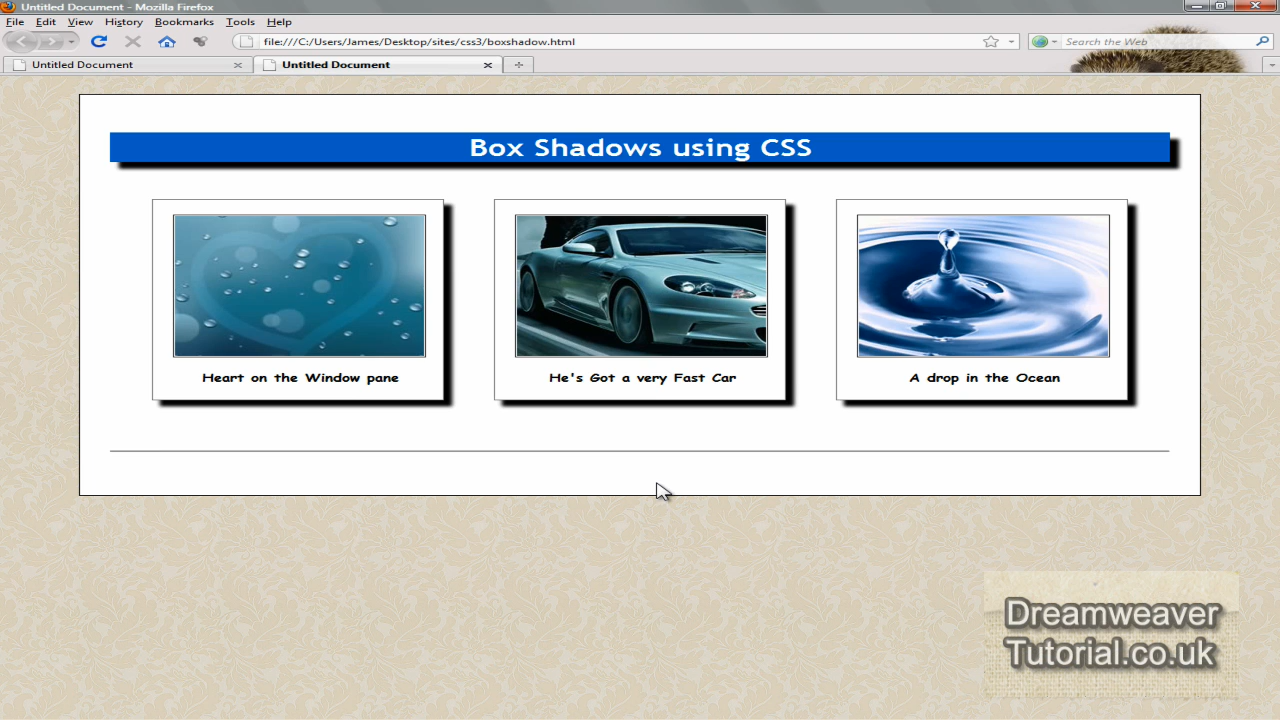 Untitled Document - Mozilla Firefox
File Edit View History Bookmarks Tools Help
file:///C:/Users/James/Desktop/sites/css3/boxshadow.html
Search the Web
Untitled Document
Untitled Document
Box Shadows using CSS
Heart on the Window pane
He's Got a very Fast Car
A drop in the Ocean
Dreamweaver
Tutorial.co.uk